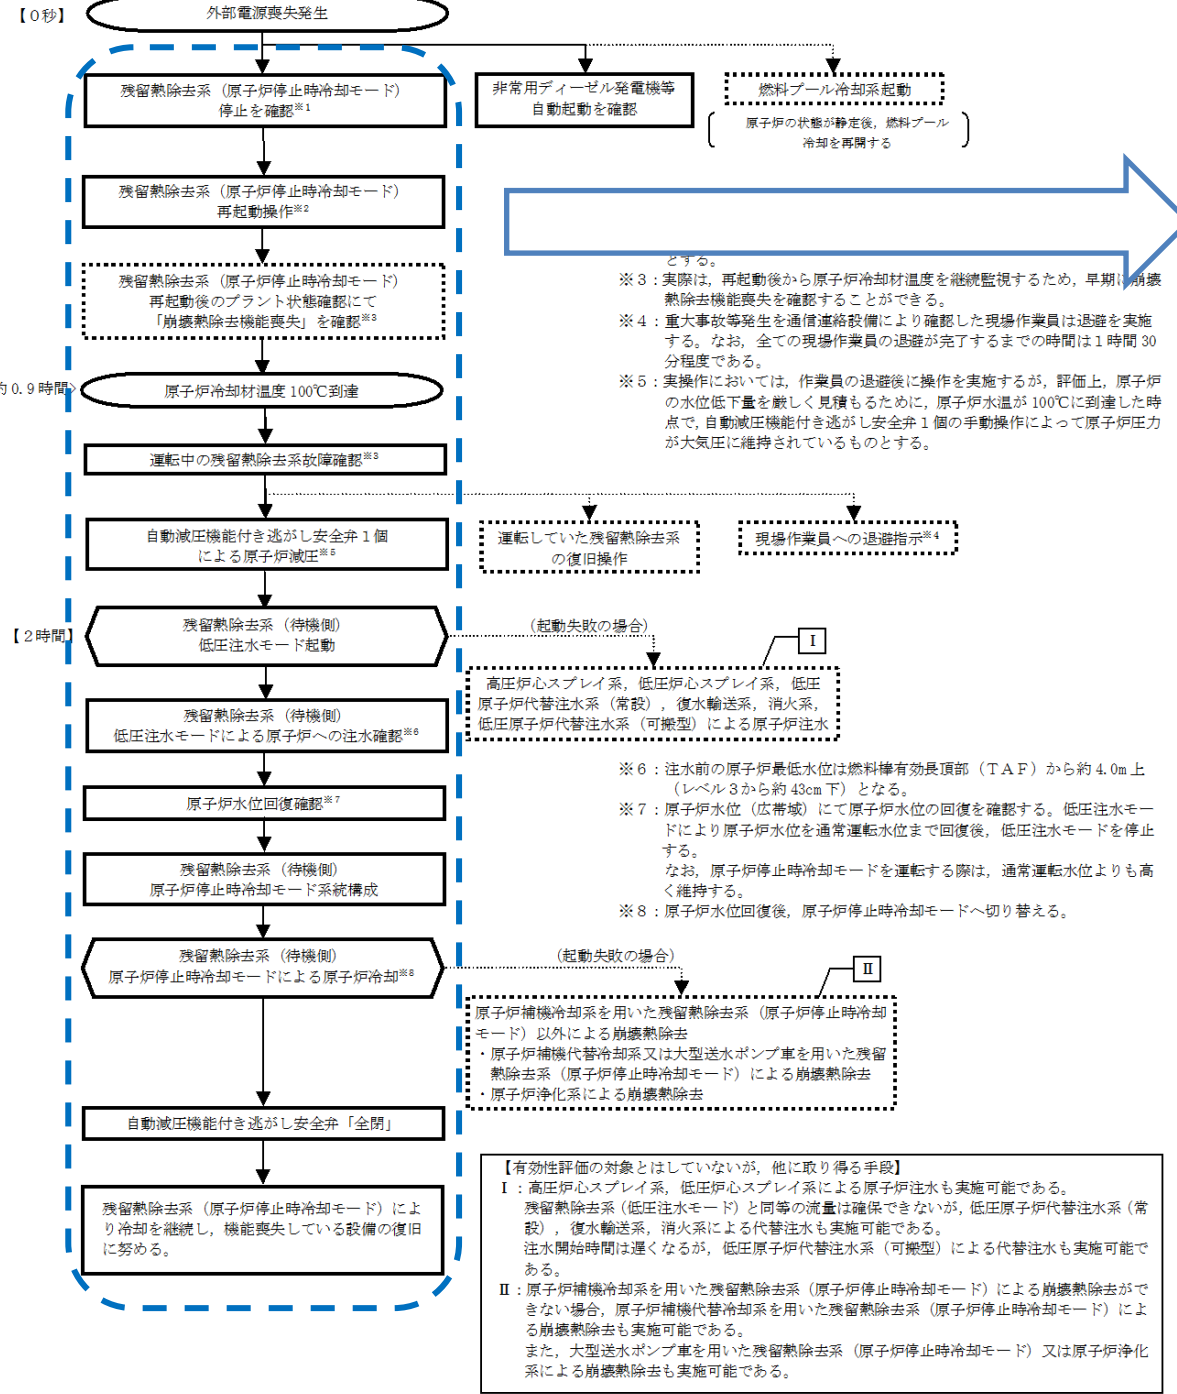 【０秒】
外部電源喪失発生
残留熱除去系（原子炉停止時冷却モード）
停止を確認※1
非常用ディーゼル発電機等
自動起動を確認
燃料プール冷却系起動
原子炉の状態が静定後，燃料プール
冷却を再開する
残留熱除去系（原子炉停止時冷却モード）
再起動操作※2
残留熱除去系（原子炉停止時冷却モード）
再起動後のプラント状態確認にて
「崩壊熱除去機能喪失」を確認※3
とする。
※３：実際は，再起動後から原子炉冷却材温度を継続監視するため，早期に崩壊
熱除去機能喪失を確認することができる。
※４：重大事故等発生を通信連絡設備により確認した現場作業員は退避を実施
する。なお，全ての現場作業員の退避が完了するまでの時間は１時間 30
分程度である。
※５：実操作においては，作業員の退避後に操作を実施するが，評価上，原子炉
の水位低下量を厳しく見積もるために，原子炉水温が 100℃に到達した時
点で，自動減圧機能付き逃がし安全弁１個の手動操作によって原子炉圧力
が大気圧に維持されているものとする。
約 0.9 時間〉
原子炉冷却材温度 100℃到達
運転中の残留熱除去系故障確認※3
自動減圧機能付き逃がし安全弁１個
による原子炉減圧※5
運転していた残留熱除去系
の復旧操作
現場作業員への退避指示※4
【２時間】
残留熱除去系（待機側）
低圧注水モード起動
（起動失敗の場合）
Ⅰ
高圧炉心スプレイ系，低圧炉心スプレイ系，低圧
原子炉代替注水系（常設），復水輸送系，消火系，
低圧原子炉代替注水系（可搬型）による原子炉注水
残留熱除去系（待機側）
低圧注水モードによる原子炉への注水確認※6
※６：注水前の原子炉最低水位は燃料棒有効長頂部（ＴＡＦ）から約 4.0m 上
（レベル３から約 43cm 下）となる。
※７：原子炉水位（広帯域）にて原子炉水位の回復を確認する。低圧注水モー
ドにより原子炉水位を通常運転水位まで回復後，低圧注水モードを停止
する。
なお，原子炉停止時冷却モードを運転する際は，通常運転水位よりも高
く維持する。
※８：原子炉水位回復後，原子炉停止時冷却モードへ切り替える。
原子炉水位回復確認※7
残留熱除去系（待機側）
原子炉停止時冷却モード系統構成
残留熱除去系（待機側）
原子炉停止時冷却モードによる原子炉冷却※8
（起動失敗の場合）
Ⅱ
原子炉補機冷却系を用いた残留熱除去系（原子炉停止時冷却
モード）以外による崩壊熱除去
・原子炉補機代替冷却系又は大型送水ポンプ車を用いた残留
熱除去系（原子炉停止時冷却モード）による崩壊熱除去
・原子炉浄化系による崩壊熱除去
自動減圧機能付き逃がし安全弁「全閉」
残留熱除去系（原子炉停止時冷却モード）によ
り冷却を継続し，機能喪失している設備の復旧
に努める。
【有効性評価の対象とはしていないが，他に取り得る手段】
Ⅰ：高圧炉心スプレイ系，低圧炉心スプレイ系による原子炉注水も実施可能である。
残留熱除去系（低圧注水モード）と同等の流量は確保できないが，低圧原子炉代替注水系（常
設），復水輸送系，消火系による代替注水も実施可能である。
注水開始時間は遅くなるが，低圧原子炉代替注水系（可搬型）による代替注水も実施可能で
ある。
Ⅱ：原子炉補機冷却系を用いた残留熱除去系（原子炉停止時冷却モード）による崩壊熱除去がで
きない場合，原子炉補機代替冷却系を用いた残留熱除去系（原子炉停止時冷却モード）によ
る崩壊熱除去も実施可能である。
また，大型送水ポンプ車を用いた残留熱除去系（原子炉停止時冷却モード）又は原子炉浄化
系による崩壊熱除去も実施可能である。